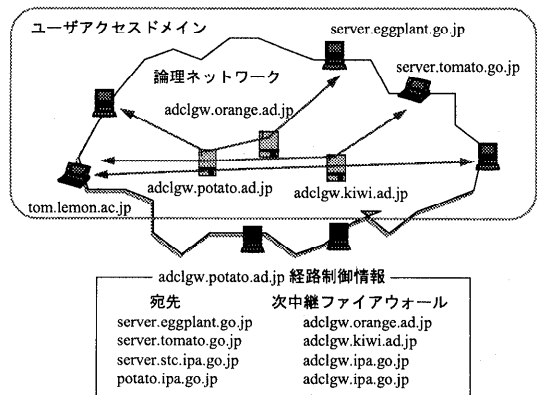 ユーザアクセスドメイン
server.eggplant.go.jp
論理ネットワーク
server.tomato.go.jp
adclgw.orange.ad.jp
adclgw.potato.ad.jp
adclgw.kiwi.ad.jp
tom.lemon.ac.jp
adclgw.potato.ad.jp 経路制御情報
宛先 次中継ファイアウォール
server.eggplant.go.jp adclgw.orange.ad.jp
server.tomato.go.jp adclgw.kiwi.ad.jp
server.stc.ipa.go.jp adclgw.ipa.go.jp
potato.ipa.go.jp adclgw.ipa.go.jp